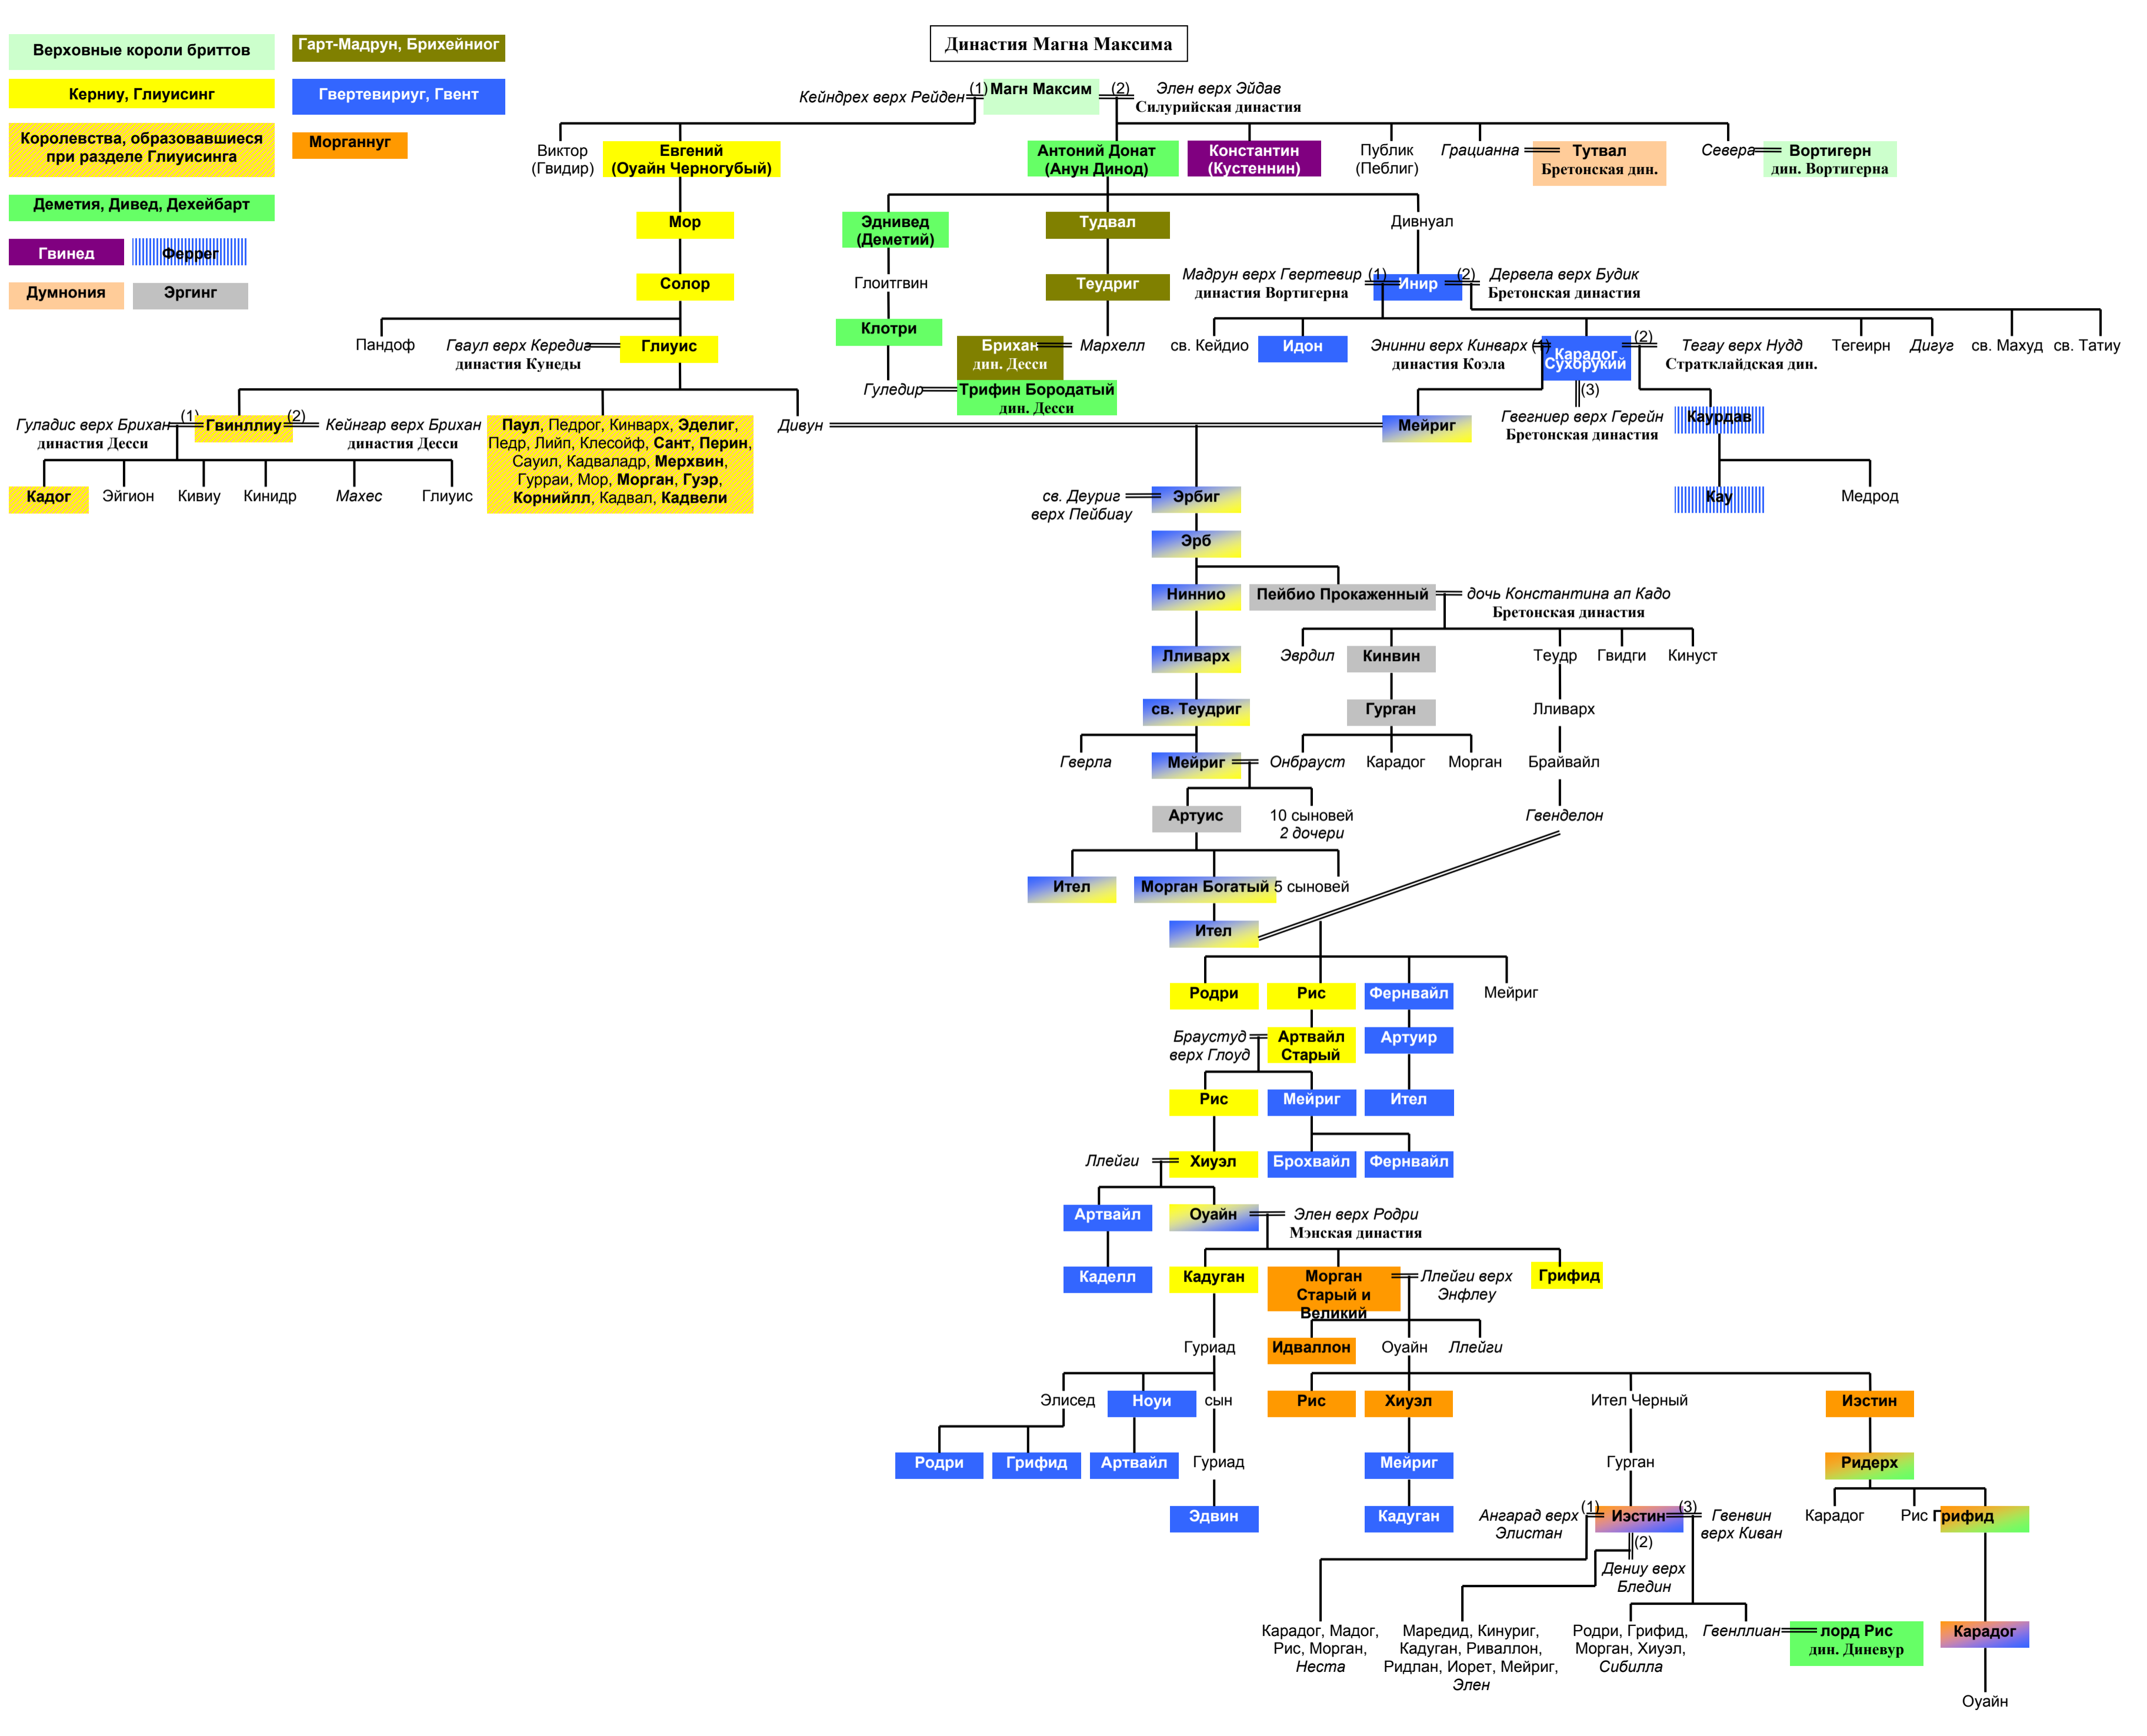 Династия Магна Максима
Верховные короли бриттов
Гарт-Мадрун, Брихейниог
Керниу, Глиуисинг
Гвертевириуг, Гвент
Королевства, образовавшиеся
при разделе Глиуисинга
Морганнуг
Деметия, Дивед, Дехейбарт
Гвинед
Феррег
Думнония
Эргинг
Кейндрех верх Рейден
(1)
Магн Максим
(2)
Элен верх Эйдав
Силурийская династия
Виктор
(Гвидир)
Евгений
(Оуайн Черногубый)
Антоний Донат
(Анун Динод)
Константин
(Кустеннин)
Публик
(Пеблиг)
Грацианна
Тутвал
Бретонская дин.
Севера
Вортигерн
дин. Вортигерна
Мор
Эднивед
(Деметий)
Тудвал
Дивнуал
Солор
Глоитгвин
Теудриг
Мадрун верх Гвертевир
династия Вортигерна
(1)
Инир
(2)
Дервела верх Будик
Бретонская династия
Пандоф
Гваул верх Кередиг
династия Кунеды
Глиуис
Клотри
Брихан
дин. Десси
Мархелл
св. Кейдио
Идон
Энинни верх Кинварх
династия Коэла
(1)
Карадог
Сухорукий
(2)
(3)
Тегау верх Нудд
Стратклайдская дин.
Тегеирн
Дигуг
св. Махуд
св. Татиу
Гуледир
Трифин Бородатый
дин. Десси
Гуладис верх Брихан
династия Десси
(1)
Гвинллиу
(2)
Кейнгар верх Брихан
династия Десси
Паул, Педрог, Кинварх, Эделиг,
Педр, Лийп, Клесойф, Сант, Перин,
Сауил, Кадваладр, Мерхвин,
Гурраи, Мор, Морган, Гуэр,
Корнийлл, Кадвал, Кадвели
Дивун
Мейриг
Гвегниер верх Герейн
Бретонская династия
Каурдав
Кадог
Эйгион
Кивиу
Кинидр
Махес
Глиуис
св. Деуриг
верх Пейбиау
Эрбиг
Кау
Медрод
Эрб
Ниннио
Пейбио Прокаженный
дочь Константина ап Кадо
Бретонская династия
Лливарх
Эврдил
Кинвин
Теудр
Гвидги
Кинуст
св. Теудриг
Гурган
Лливарх
Гверла
Мейриг
Онбрауст
Карадог
Морган
Брайвайл
Артуис
10 сыновей
2 дочери
Гвенделон
Ител
Морган Богатый
5 сыновей
Ител
Родри
Рис
Фернвайл
Мейриг
Браустуд
верх Глоуд
Артвайл
Старый
Артуир
Рис
Мейриг
Ител
Ллейги
Хиуэл
Брохвайл
Фернвайл
Артвайл
Оуайн
Элен верх Родри
Мэнская династия
Каделл
Кадуган
Морган
Старый и
Великий
Ллейги верх
Энфлеу
Грифид
Гуриад
Идваллон
Оуайн
Ллейги
Элисед
Ноуи
сын
Рис
Хиуэл
Ител Черный
Иэстин
Родри
Грифид
Артвайл
Гуриад
Мейриг
Гурган
Ридерх
Эдвин
Кадуган
Ангарад верх
Элистан
(1)
Иэстин
(3)
(2)
Гвенвин
верх Киван
Карадог
Рис
Грифид
Дениу верх
Бледин
Карадог, Мадог,
Рис, Морган,
Неста
Маредид, Кинуриг,
Кадуган, Риваллон,
Ридлан, Иорет, Мейриг,
Элен
Родри, Грифид,
Морган, Хиуэл,
Сибилла
Гвенллиан
лорд Рис
дин. Диневур
Карадог
Оуайн